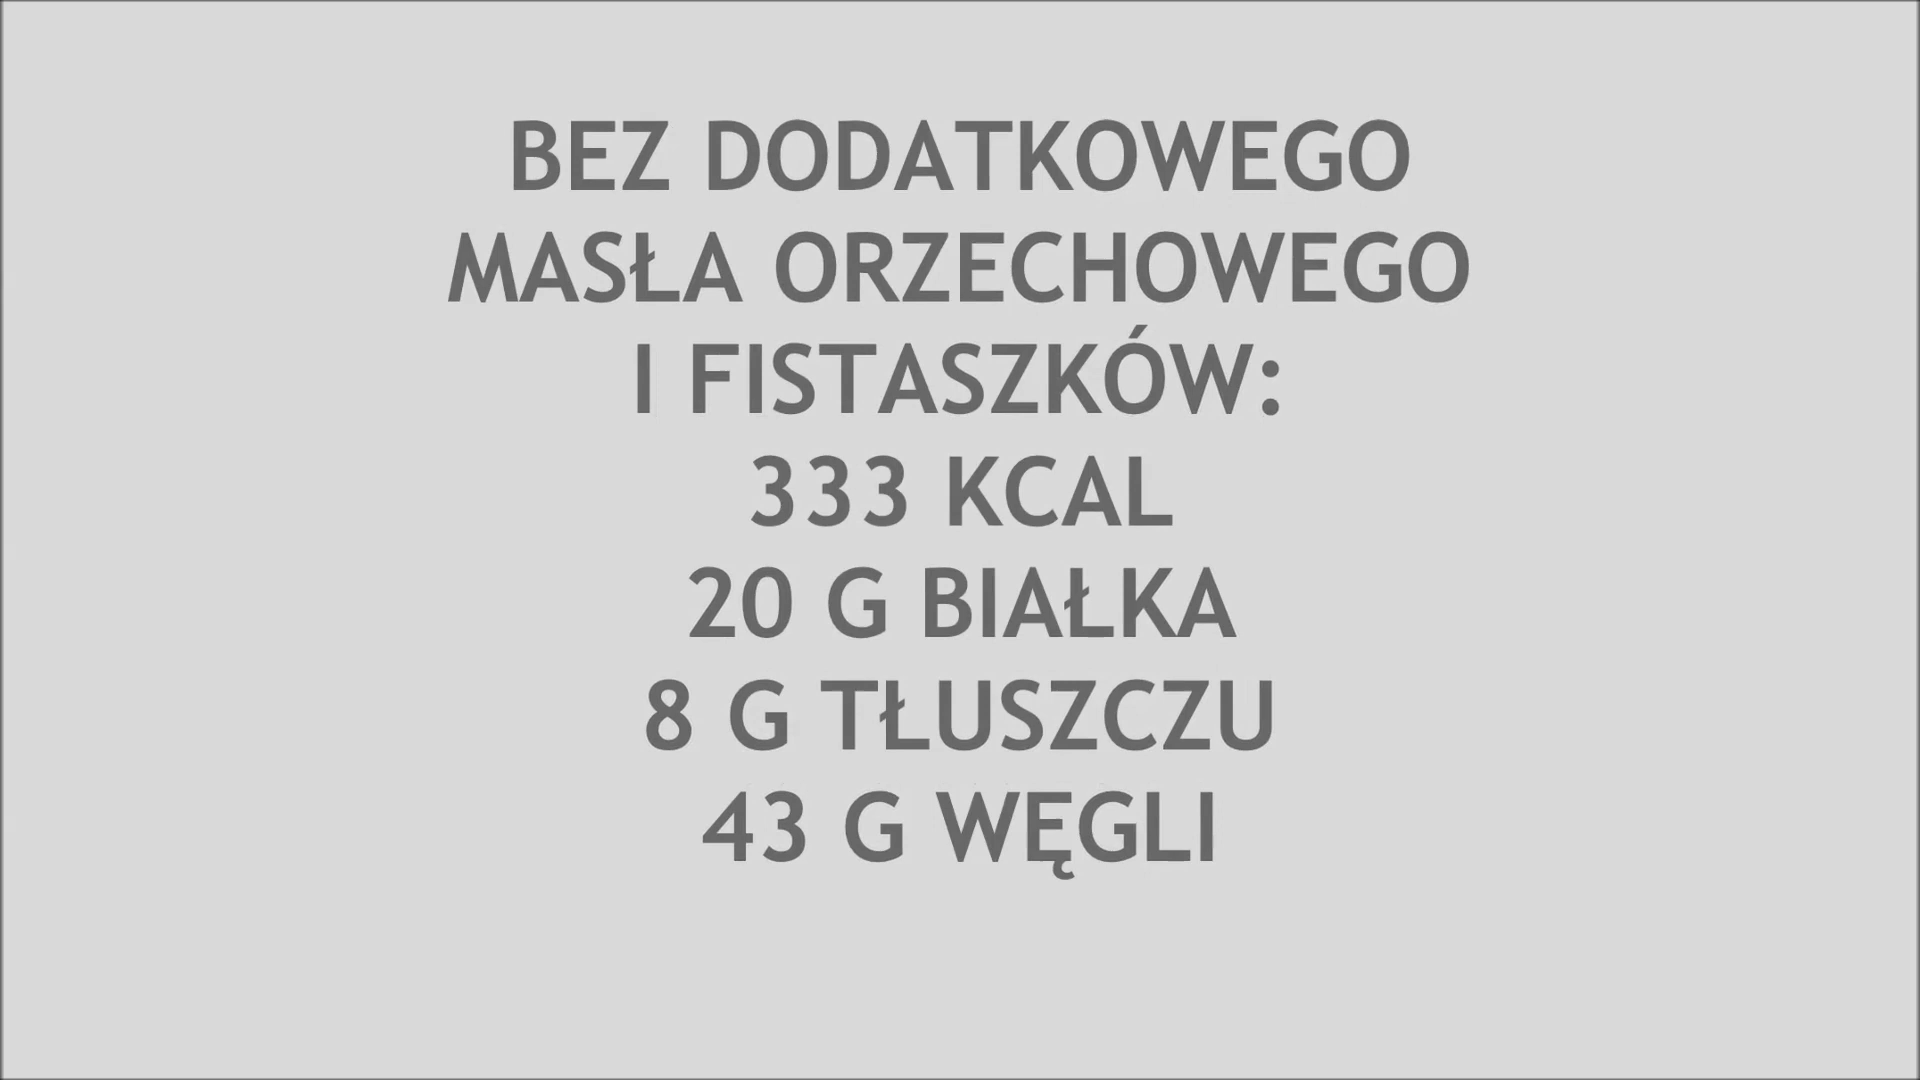 BEZ DODATKOWEGO
MASŁA ORZECHOWEGO
I FISTASZKÓW:
333 KCAL
20 G BIAŁKA
8 G TŁUSZCZU
43 G WĘGLI